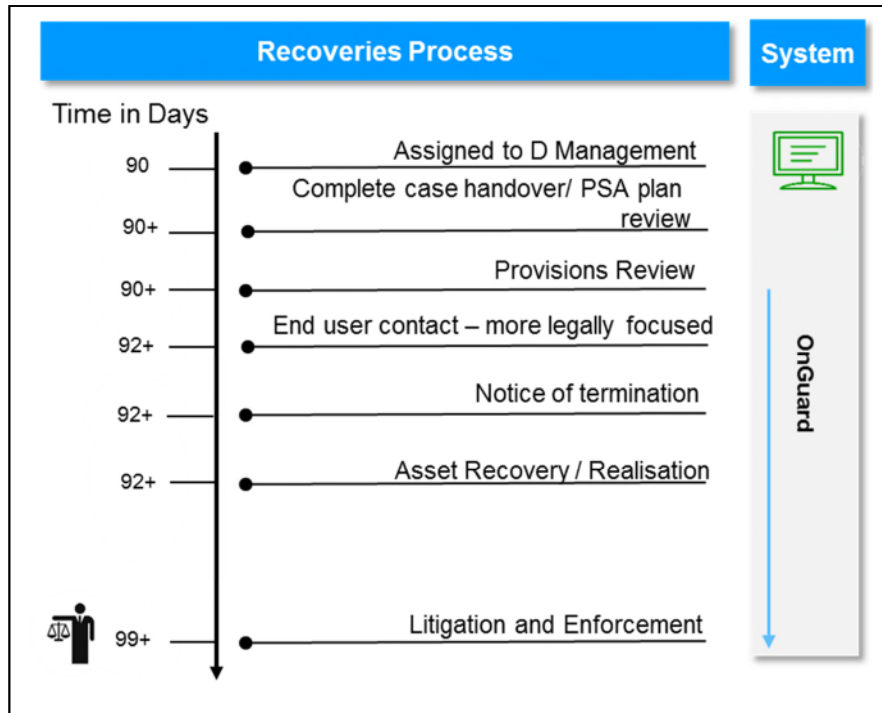 Recoveries Process
System
Time in Days
90
Assigned to D Management
90+
Complete case handover/ PSA plan
review
90+
Provisions Review
92+
End user contact – more legally focused
92+
Notice of termination
92+
Asset Recovery / Realisation
99+
Litigation and Enforcement
OnGuard